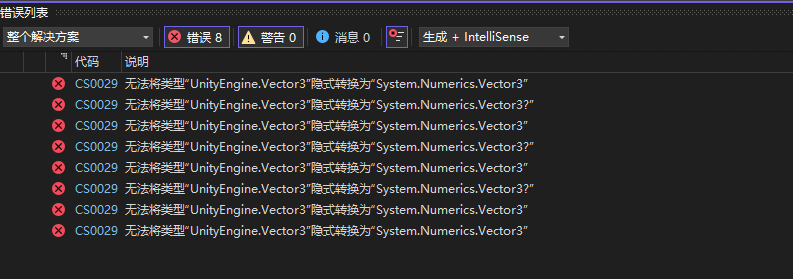 错误列表
整个解决方案 错误 8 警告 0 消息 0 生成 + IntelliSense
代码 说明
CS0029 无法将类型“UnityEngine.Vector3”隐式转换为“System.Numerics.Vector3”
CS0029 无法将类型“UnityEngine.Vector3”隐式转换为“System.Numerics.Vector3?”
CS0029 无法将类型“UnityEngine.Vector3”隐式转换为“System.Numerics.Vector3”
CS0029 无法将类型“UnityEngine.Vector3”隐式转换为“System.Numerics.Vector3?”
CS0029 无法将类型“UnityEngine.Vector3”隐式转换为“System.Numerics.Vector3”
CS0029 无法将类型“UnityEngine.Vector3”隐式转换为“System.Numerics.Vector3?”
CS0029 无法将类型“UnityEngine.Vector3”隐式转换为“System.Numerics.Vector3”
CS0029 无法将类型“UnityEngine.Vector3”隐式转换为“System.Numerics.Vector3”